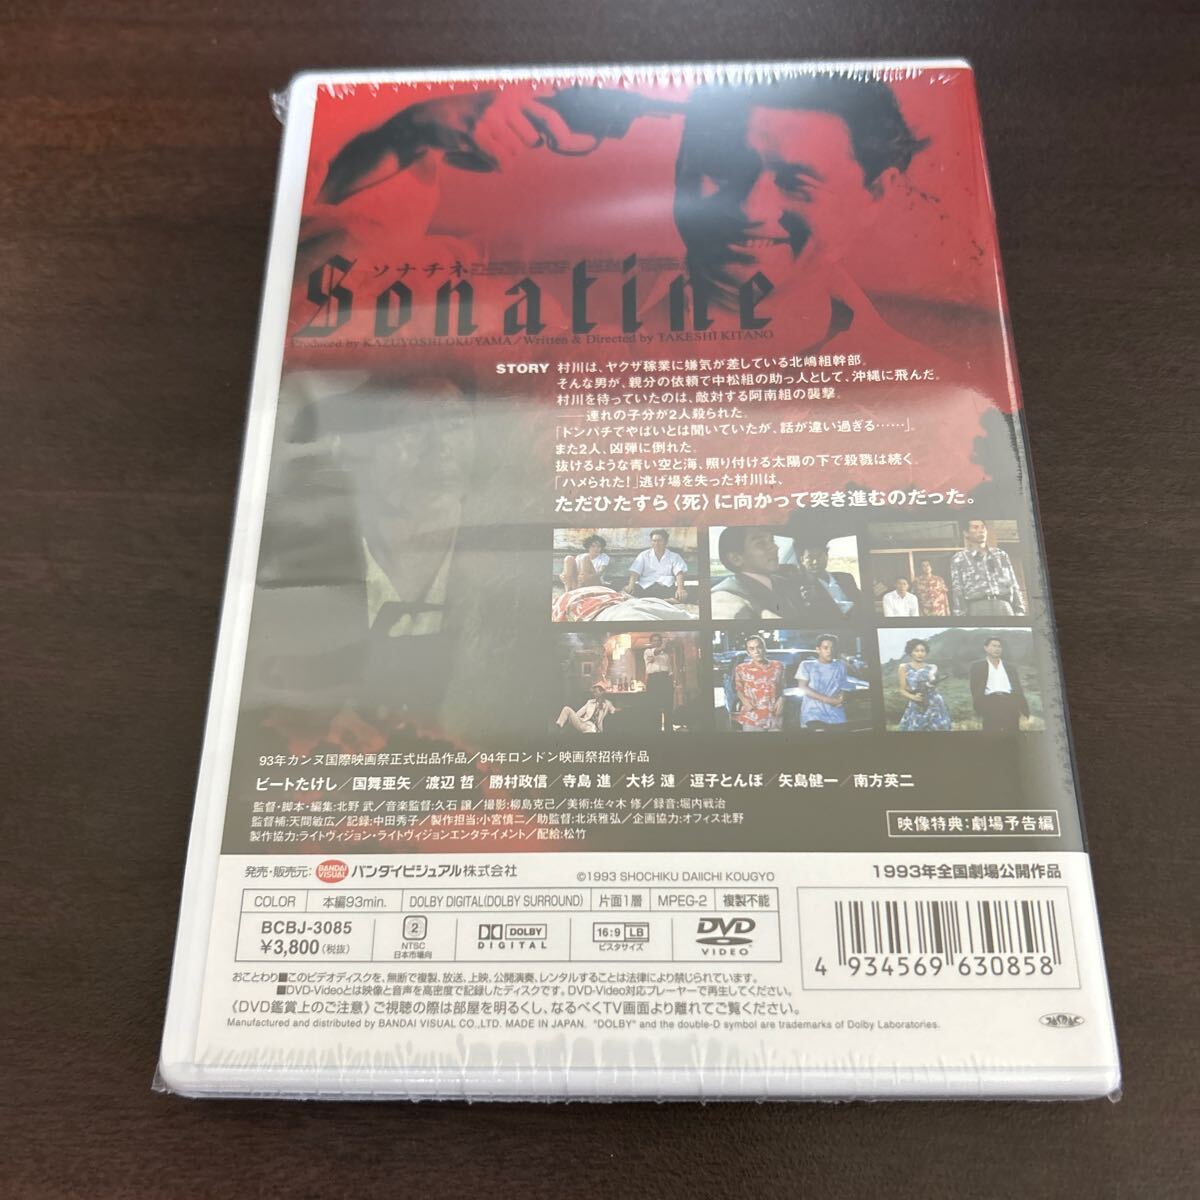 ソナチネ
Sonatine
Produced by KAZUYOSHI OKUYAMA/Written & Directed by TAKESHI KITANO
STORY 村川は、ヤクザ稼業に嫌気が差している北嶋組幹部。
そんな男が、親分の依頼で中松組の助っ人として、沖縄に飛んだ。
村川を待っていたのは、敵対する阿南組の襲撃。
――連れの子分が2人殺られた。
「ドンパチでやばいとは聞いていたが、話が違い過ぎる……」。
また2人、凶弾に倒れた。
抜けるような青い空と海、照り付ける太陽の下で殺戮は続く。
「ハメられた!」逃げ場を失った村川は、
ただひたすら〈死〉に向かって突き進むのだった。
93年カンヌ国際映画祭正式出品作品/94年ロンドン映画祭招待作品
ビートたけし/国舞亜矢/渡辺 哲/勝村政信/寺島 進/大杉 漣/逗子とんぼ/矢島健一/南方英二
監督・脚本・編集:北野 武/音楽監督:久石 譲/撮影:柳島克己/美術:佐々木 修/録音:堀内戦治
監督補:天間敏広/記録:中田秀子/製作担当:小宮慎二/助監督:北浜雅弘/企画協力:オフィス北野
製作協力:ライトヴィジョン・ライトヴィジョンエンタテイメント/配給:松竹
映像特典:劇場予告編
発売・販売元: BANDAI VISUAL バンダイビジュアル株式会社
©1993 SHOCHIKU DAIICHI KOUGYO
1993年全国劇場公開作品
COLOR 本編93min. DOLBY DIGITAL(DOLBY SURROUND) 片面1層 MPEG-2 複製不能
BCBJ-3085
¥3,800(税抜)
2
NTSC
日本市場向
DOLBY
DIGITAL
16:9 LB
ビスタサイズ
DVD
VIDEO
4 934569 630858
おことわり■このビデオディスクを、無断で複製、放送、上映、公開演奏、レンタルすることは法律により禁じられています。
■DVD-Videoとは映像と音声を高密度で記録したディスクです。DVD-Video対応プレーヤーで再生してください。
〈DVD鑑賞上のご注意〉ご視聴の際は部屋を明るくし、なるべくTV画面より離れてご覧ください。
Manufactured and distributed by BANDAI VISUAL CO.,LTD. MADE IN JAPAN. "DOLBY" and the double-D symbol are trademarks of Dolby Laboratories.
JASRAC